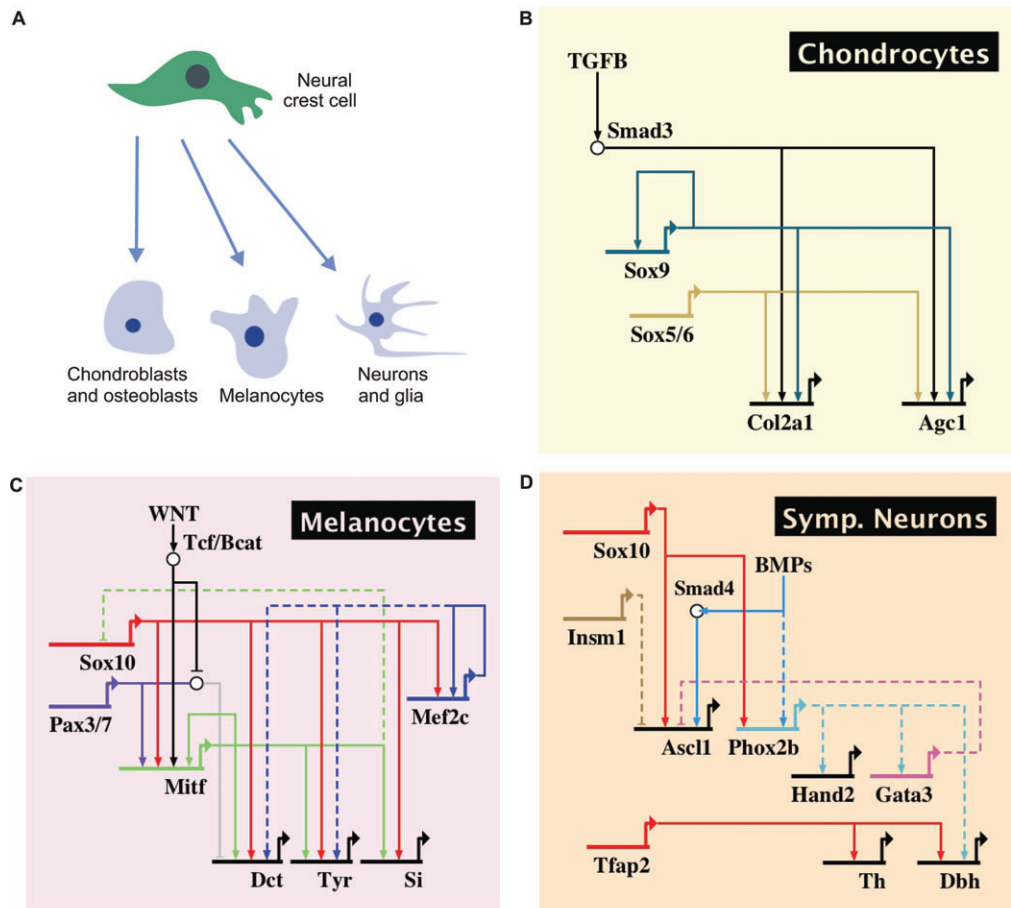 A
Neural
crest cell
Chondroblasts
and osteoblasts
Melanocytes
Neurons
and glia
B
Chondrocytes
TGFB
Smad3
Sox9
Sox5/6
Col2a1
Agc1
C
Melanocytes
WNT
Tcf/Bcat
Sox10
Pax3/7
Mef2c
Mitf
Dct
Tyr
Si
D
Symp. Neurons
Sox10
BMPs
Smad4
Insm1
Ascl1
Phox2b
Hand2
Gata3
Tfap2
Th
Dbh